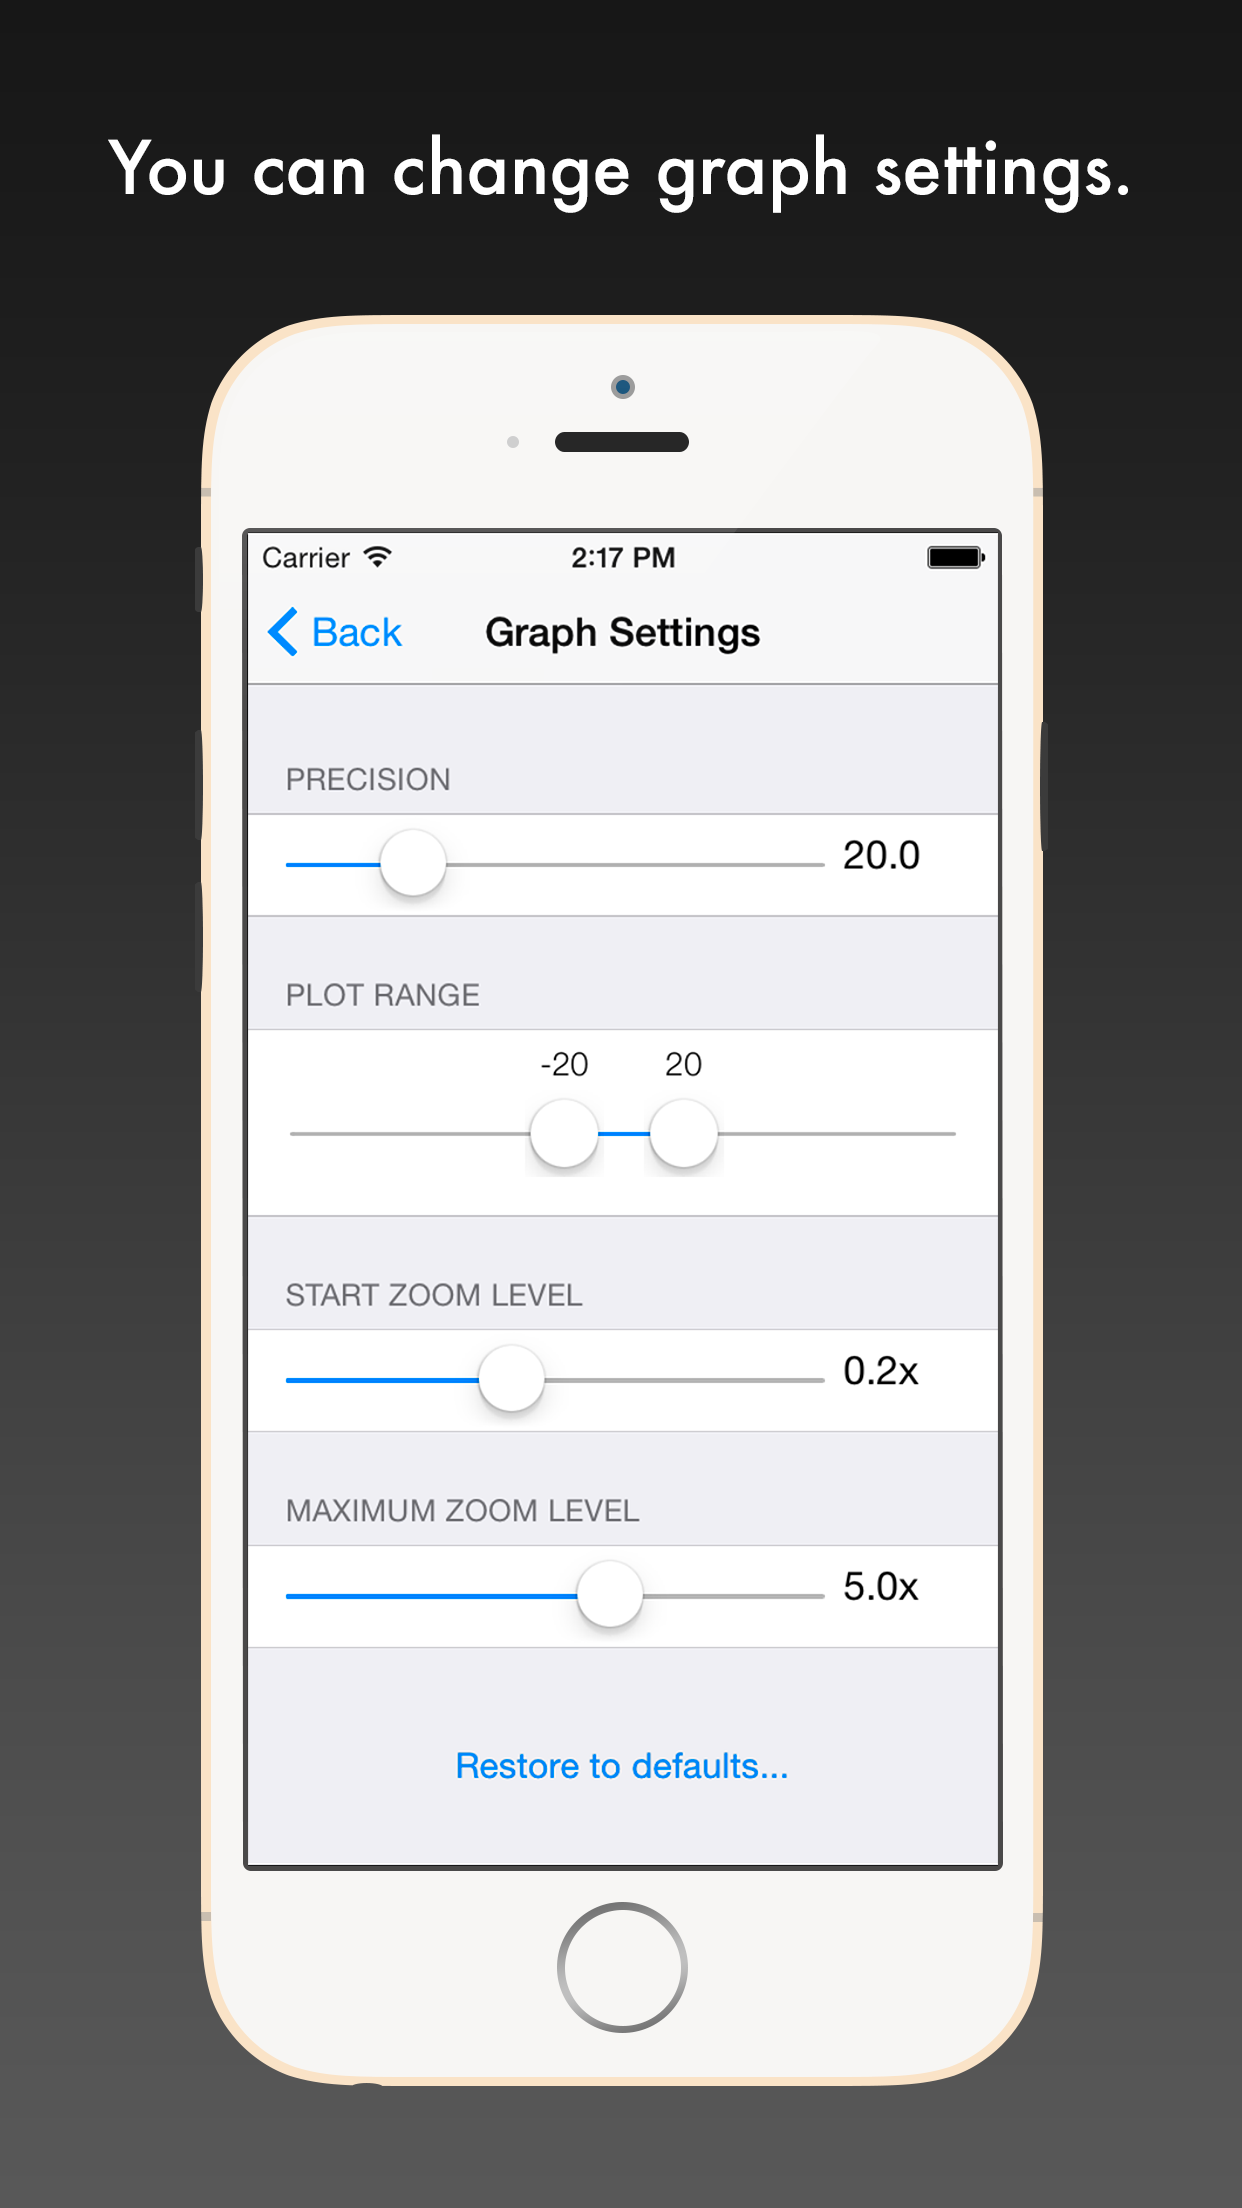 You can change graph settings.
Carrier 2:17 PM
Back Graph Settings
PRECISION
20.0
PLOT RANGE
-20 20
START ZOOM LEVEL
0.2x
MAXIMUM ZOOM LEVEL
5.0x
Restore to defaults...